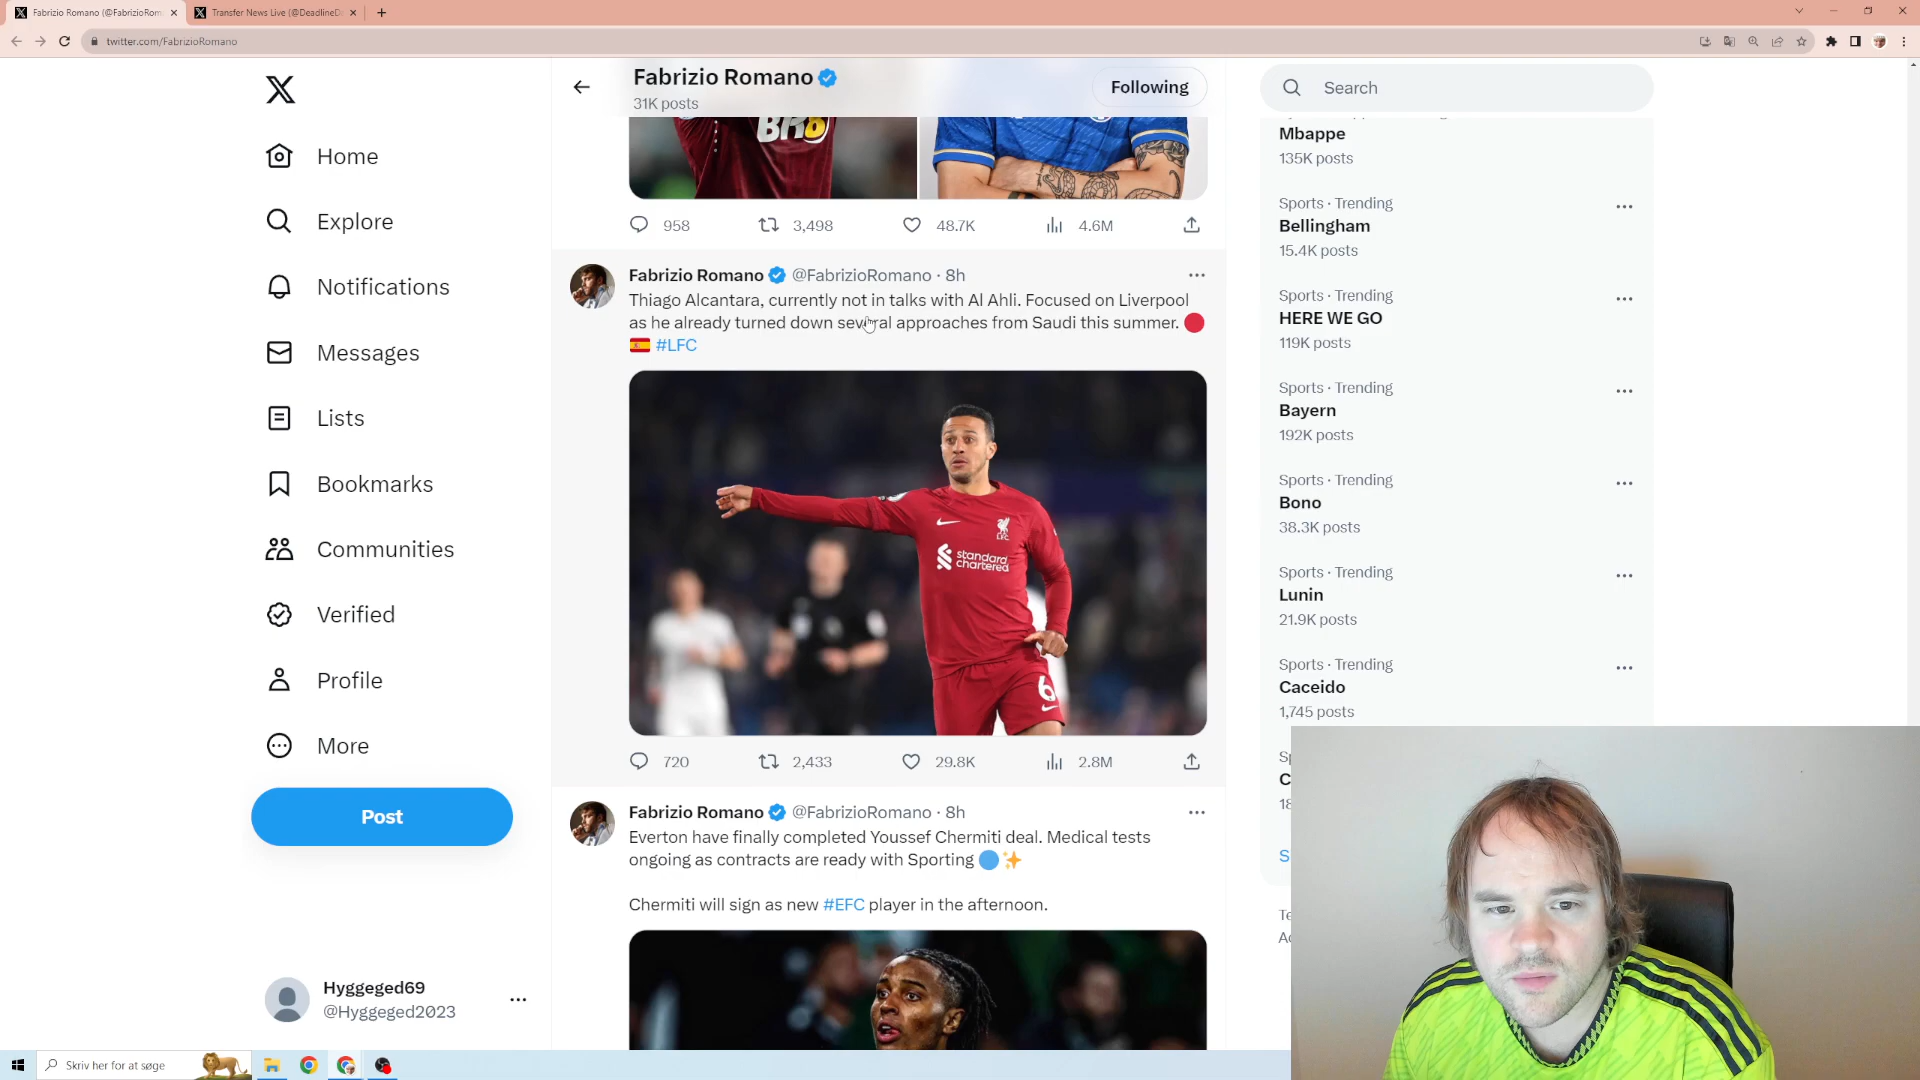 Fabrizio Romano (@FabrizioRom
Transfer News Live (@DeadlineDa
twitter.com/FabrizioRomano
Home
Explore
Notifications
Messages
Lists
Bookmarks
Communities
Verified
Profile
More
Post
Hyggeged69
@Hyggeged2023
Fabrizio Romano
31K posts
Following
958
3,498
48.7K
4.6M
Fabrizio Romano @FabrizioRomano · 8h
Thiago Alcantara, currently not in talks with Al Ahli. Focused on Liverpool
as he already turned down several approaches from Saudi this summer. 🔴
🇪🇸 #LFC
L.F.C.
standard
chartered
6
720
2,433
29.8K
2.8M
Fabrizio Romano @FabrizioRomano · 8h
Everton have finally completed Youssef Chermiti deal. Medical tests
ongoing as contracts are ready with Sporting 🔵✨
Chermiti will sign as new #EFC player in the afternoon.
Search
Mbappe
135K posts
Sports · Trending
Bellingham
15.4K posts
Sports · Trending
HERE WE GO
119K posts
Sports · Trending
Bayern
192K posts
Sports · Trending
Bono
38.3K posts
Sports · Trending
Lunin
21.9K posts
Sports · Trending
Caceido
1,745 posts
Skriv her for at søge